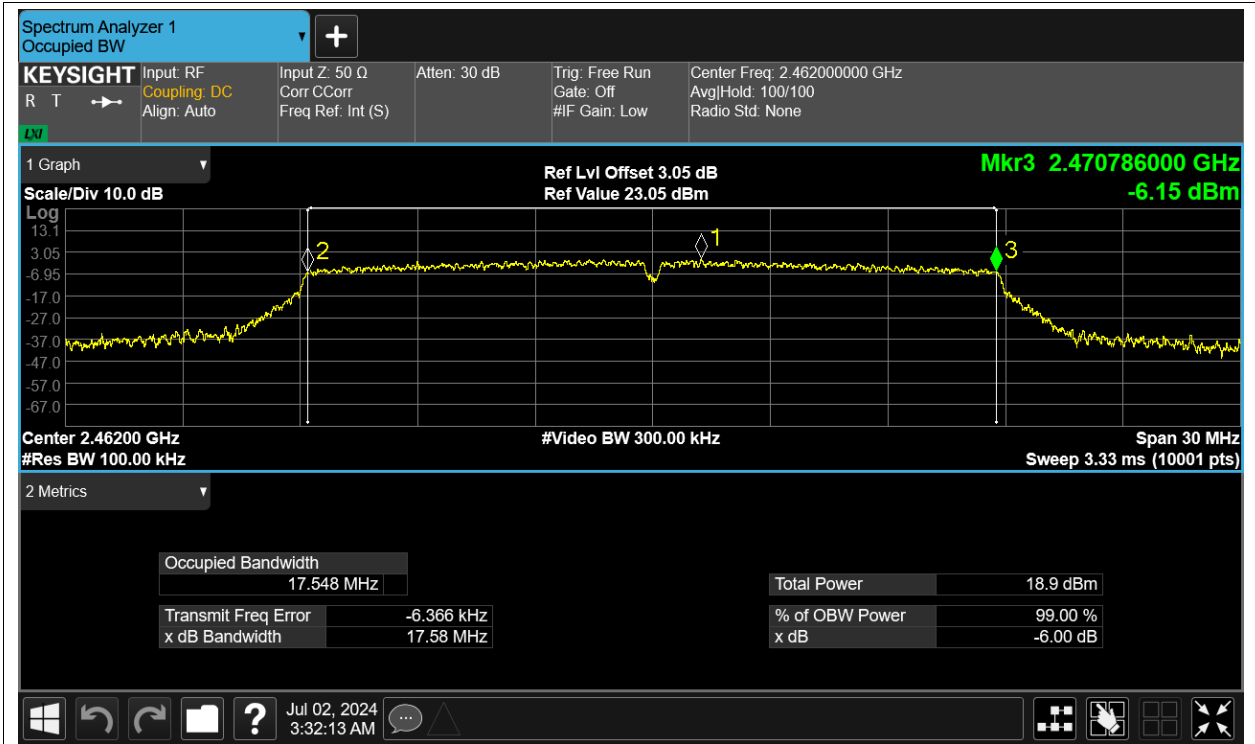 Spectrum Analyzer 1
Occupied BW
KEYSIGHT
R T
LXI
Input: RF
Coupling: DC
Align: Auto
Input Z: 50 Ω
Corr CCorr
Freq Ref: Int (S)
Atten: 30 dB
Trig: Free Run
Gate: Off
#IF Gain: Low
Center Freq: 2.462000000 GHz
Avg|Hold: 100/100
Radio Std: None
1 Graph
Scale/Div 10.0 dB
Ref Lvl Offset 3.05 dB
Ref Value 23.05 dBm
Mkr3 2.470786000 GHz
-6.15 dBm
Log
13.1
3.05
-6.95
-17.0
-27.0
-37.0
-47.0
-57.0
-67.0
2
1
3
Center 2.46200 GHz
#Res BW 100.00 kHz
#Video BW 300.00 kHz
Span 30 MHz
Sweep 3.33 ms (10001 pts)
2 Metrics
Occupied Bandwidth
17.548 MHz
Transmit Freq Error -6.366 kHz
x dB Bandwidth 17.58 MHz
Total Power 18.9 dBm
% of OBW Power 99.00 %
x dB -6.00 dB
?
Jul 02, 2024
3:32:13 AM